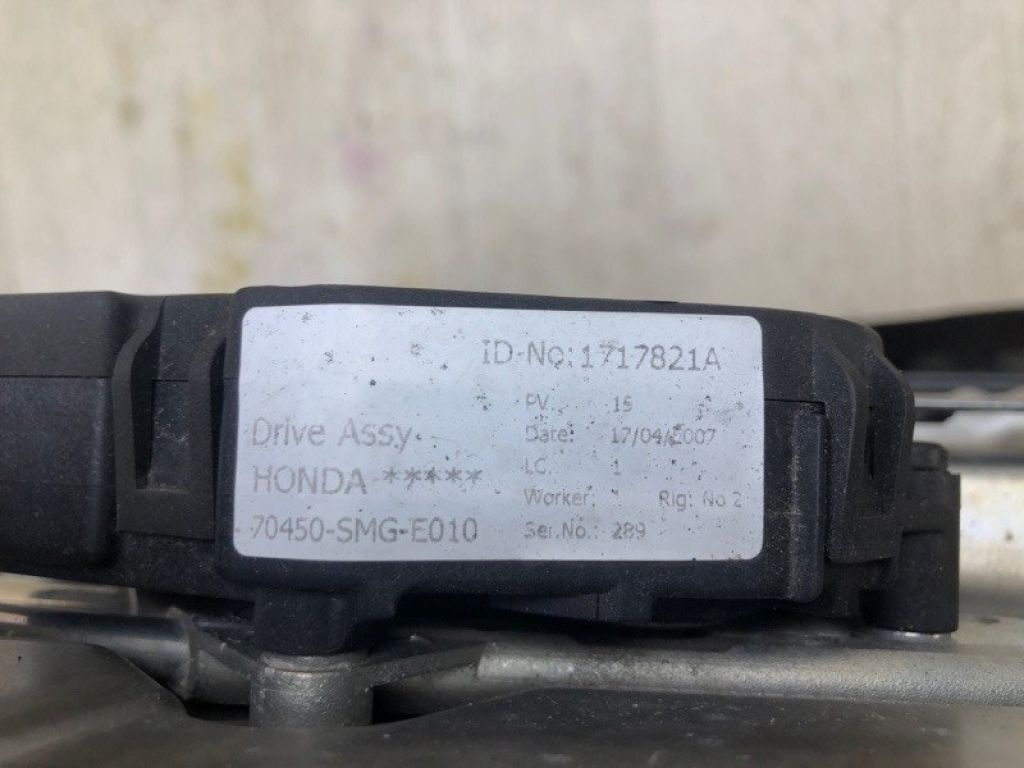 ID-No:1717821A
PV. 15
Drive Assy. Date: 17/04/2007
HONDA-***** LC. 1
Worker: Rig: No 2
70450-SMG-E010 Ser.No.: 289